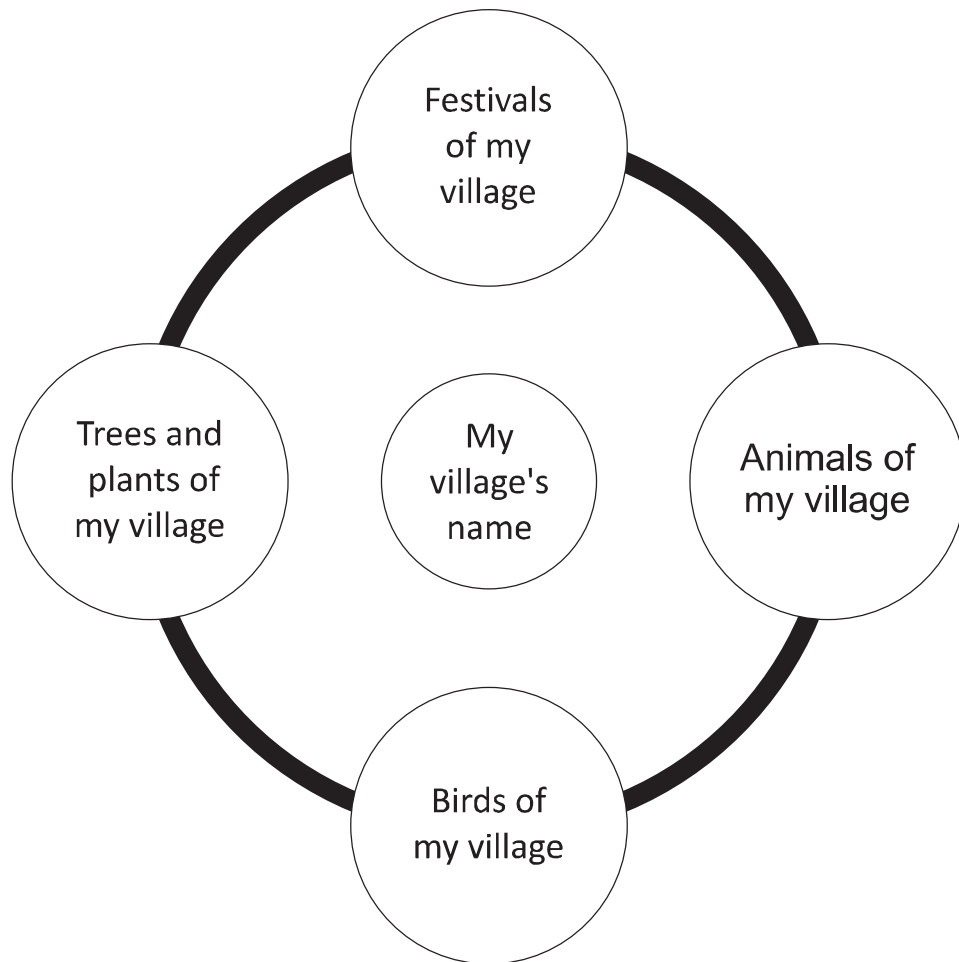 Festivals
of my
village
Trees and
plants of
my village
My
village's
name
Animals of
my village
Birds of
my village